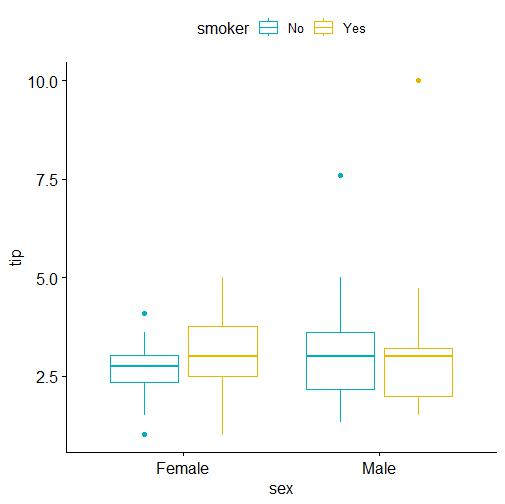 smoker No Yes
10.0
7.5
5.0
2.5
tip
Female Male
sex